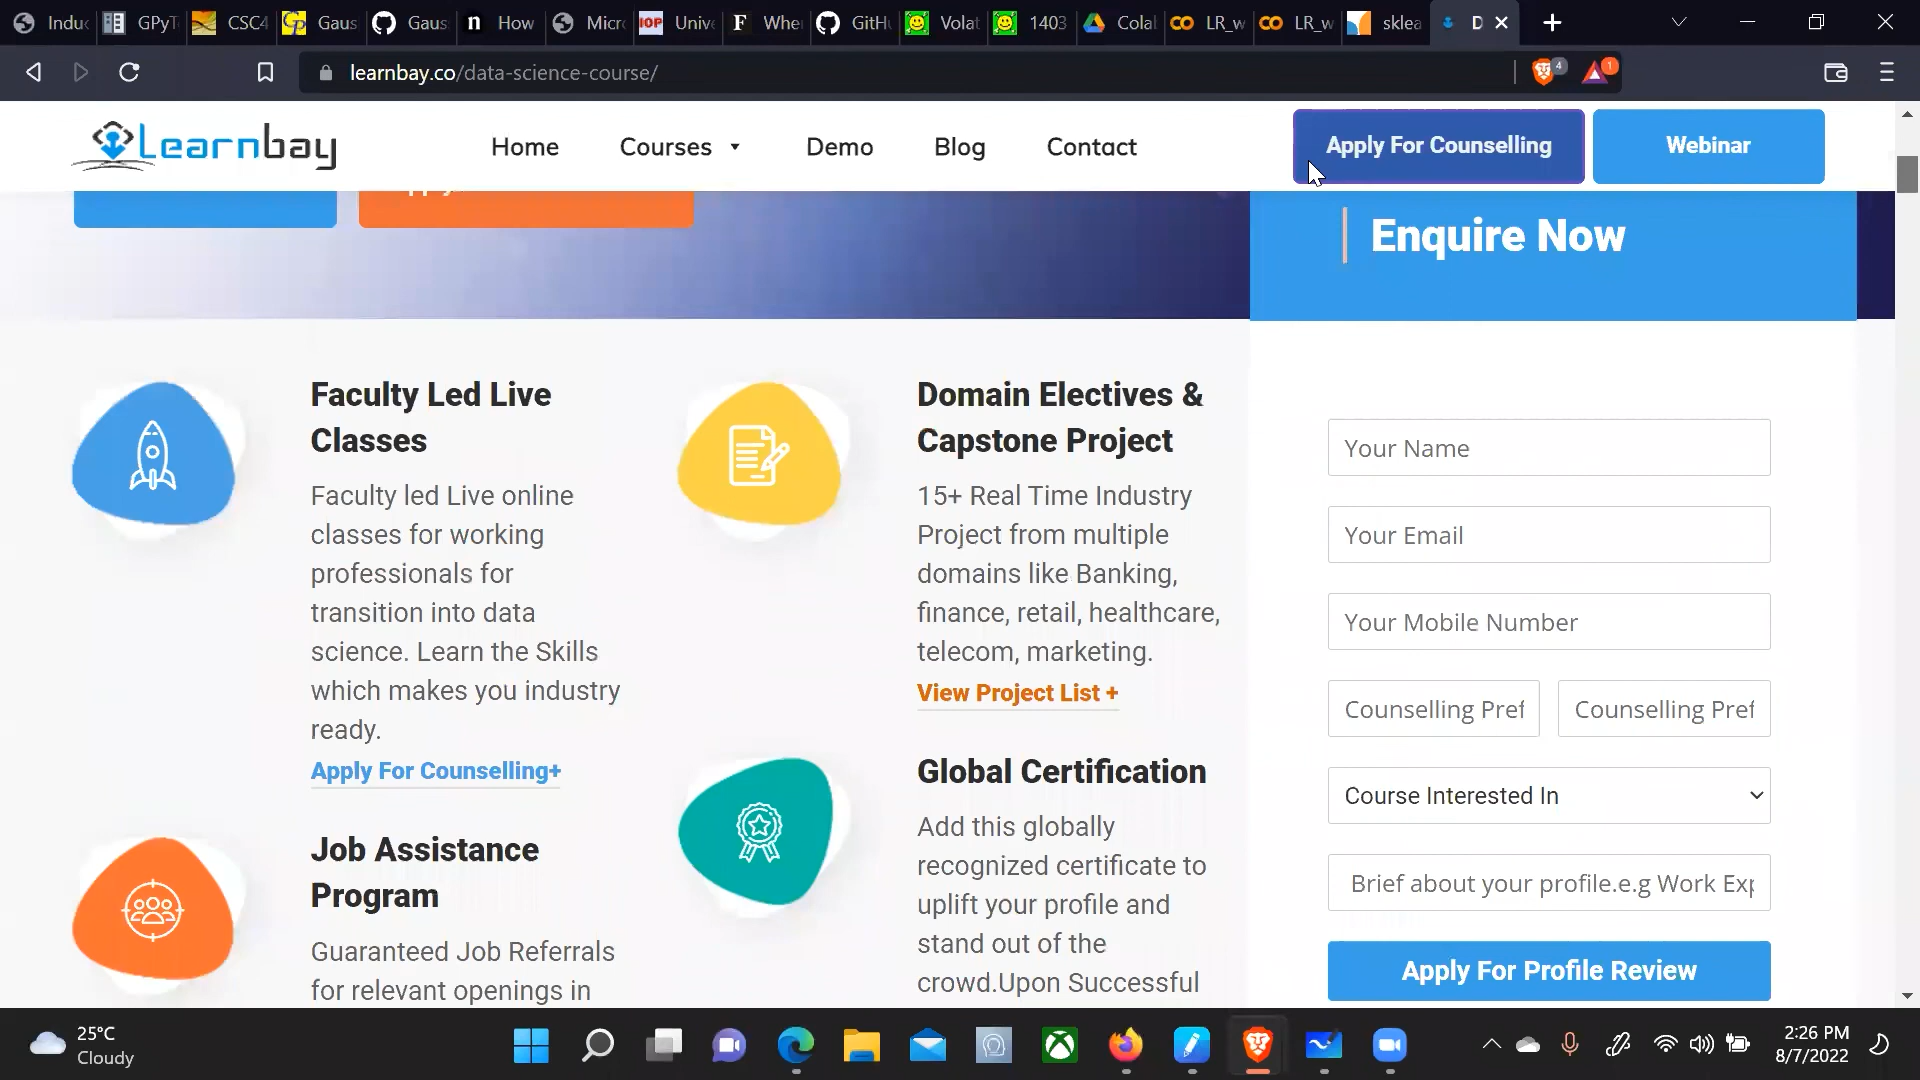 Induc
GPyT
CSC4
Gaus
Gaus
How
Micr
IOP
Unive
Whe
GitHu
Volat
1403
Colab
LR_w
LR_w
sklea
D
learnbay.co/data-science-course/
4
1
Learnbay
Home
Courses
Demo
Blog
Contact
Apply For Counselling
Webinar
Enquire Now
Faculty Led Live
Classes
Faculty led Live online
classes for working
professionals for
transition into data
science. Learn the Skills
which makes you industry
ready.
Apply For Counselling+
Job Assistance
Program
Guaranteed Job Referrals
for relevant openings in
Domain Electives &
Capstone Project
15+ Real Time Industry
Project from multiple
domains like Banking,
finance, retail, healthcare,
telecom, marketing.
View Project List +
Global Certification
Add this globally
recognized certificate to
uplift your profile and
stand out of the
crowd.Upon Successful
Your Name
Your Email
Your Mobile Number
Counselling Pref
Counselling Pref
Course Interested In
Brief about your profile.e.g Work Exp
Apply For Profile Review
25°C
Cloudy
2:26 PM
8/7/2022